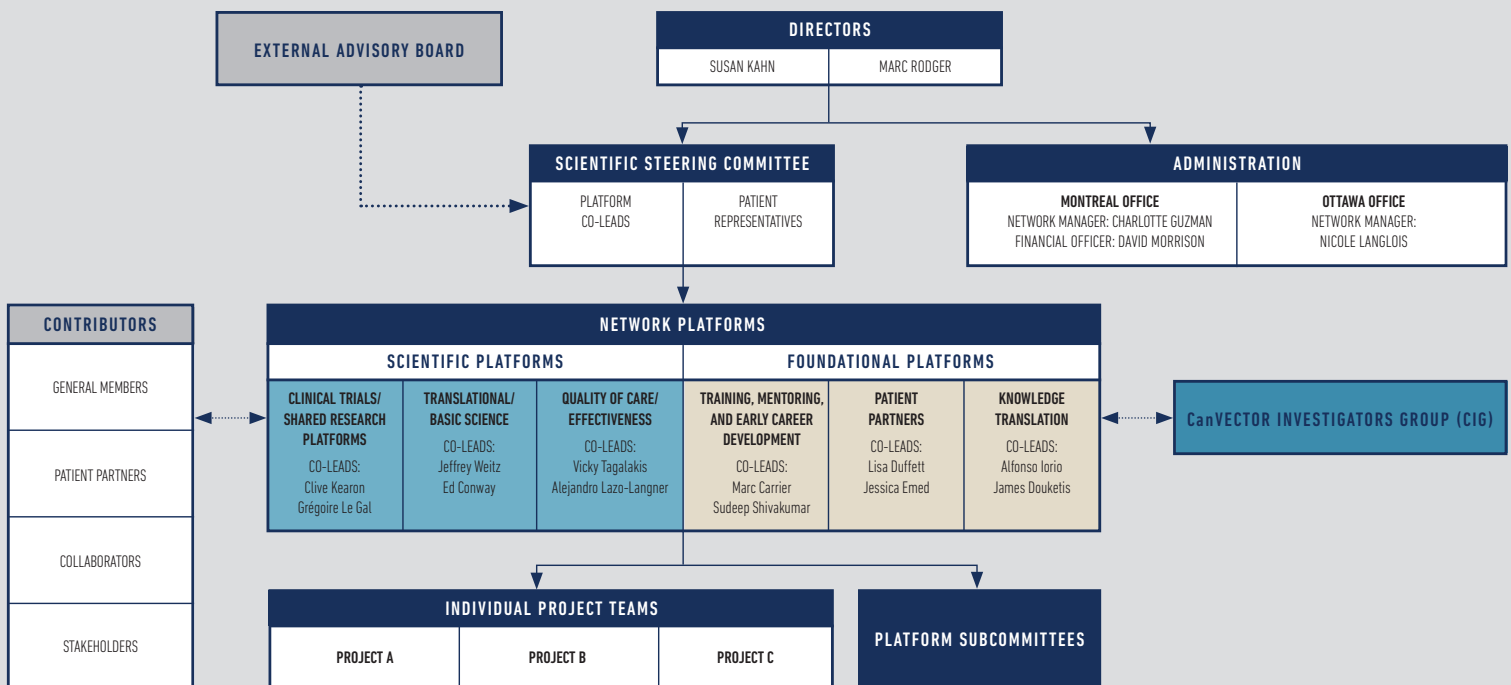 EXTERNAL ADVISORY BOARD
DIRECTORS
SUSAN KAHN
MARC RODGER
SCIENTIFIC STEERING COMMITTEE
PLATFORM
CO-LEADS
PATIENT
REPRESENTATIVES
ADMINISTRATION
MONTREAL OFFICE
NETWORK MANAGER: CHARLOTTE GUZMAN
FINANCIAL OFFICER: DAVID MORRISON
OTTAWA OFFICE
NETWORK MANAGER:
NICOLE LANGLOIS
CONTRIBUTORS
GENERAL MEMBERS
PATIENT PARTNERS
COLLABORATORS
STAKEHOLDERS
NETWORK PLATFORMS
SCIENTIFIC PLATFORMS
FOUNDATIONAL PLATFORMS
CLINICAL TRIALS/
SHARED RESEARCH
PLATFORMS
CO-LEADS:
Clive Kearon
Grégoire Le Gal
TRANSLATIONAL/
BASIC SCIENCE
CO-LEADS:
Jeffrey Weitz
Ed Conway
QUALITY OF CARE/
EFFECTIVENESS
CO-LEADS:
Vicky Tagalakis
Alejandro Lazo-Langner
TRAINING, MENTORING,
AND EARLY CAREER
DEVELOPMENT
CO-LEADS:
Marc Carrier
Sudeep Shivakumar
PATIENT
PARTNERS
CO-LEADS:
Lisa Duffett
Jessica Emed
KNOWLEDGE
TRANSLATION
CO-LEADS:
Alfonso Iorio
James Douketis
CanVECTOR INVESTIGATORS GROUP (CIG)
INDIVIDUAL PROJECT TEAMS
PROJECT A
PROJECT B
PROJECT C
PLATFORM SUBCOMMITTEES